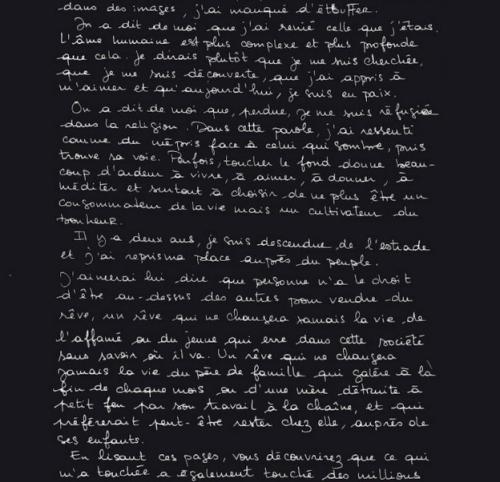 dans des images, j'ai manqué d'étouffer.
On a dit de moi que j'ai renié celle que j'étais.
L'âme humaine est plus complexe et plus profonde
que cela. Je dirais plutôt que je me suis cherchée,
que je me suis découverte, que j'ai appris à
m'aimer et qu'aujourd'hui, je suis en paix.
On a dit de moi que, perdue, je me suis réfugiée
dans la religion. Dans cette parole, j'ai ressenti
comme du mépris face à celui qui sombre, puis
trouve sa voie. Parfois, toucher le fond donne beau-
coup d'ardeur à vivre, à aimer, à donner, à
méditer et surtout à choisir de ne plus être un
consommateur de la vie mais un cultivateur du
bonheur.
Il y a deux ans, je suis descendue de l'estrade
et j'ai repris ma place auprès du peuple.
J'aimerai lui dire que personne n'a le droit
d'être au-dessus des autres pour vendre du
rêve, un rêve qui ne changera jamais la vie de
l'affamé ou du jeune qui erre dans cette société
sans savoir où il va. Un rêve qui ne changera
jamais la vie du père de famille qui galère à la
fin de chaque mois ou d'une mère détruite à
petit feu par son travail à la chaîne, et qui
préférerait peut-être rester chez elle, auprès de
ses enfants.
En lisant ces pages, vous découvrirez que ce qui
m'a touchée a également touché des millions